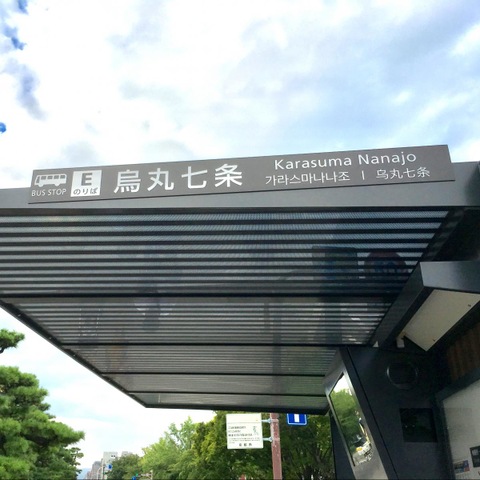 BUS STOP
E
のりば
烏丸七条
Karasuma Nanajo
가라스마나나조 | 乌丸七条